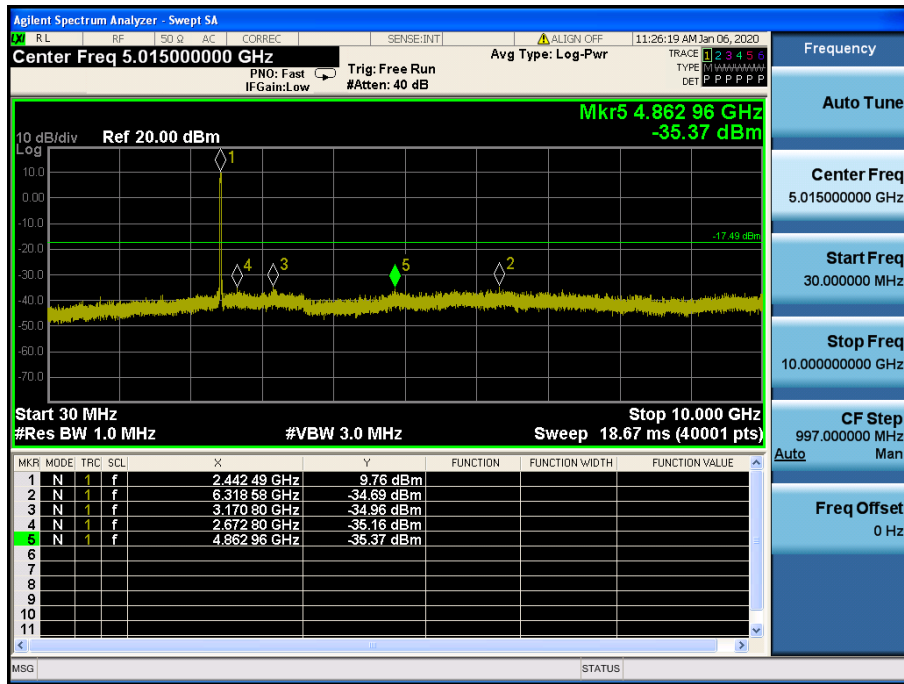 Agilent Spectrum Analyzer - Swept SA
LXI RL RF 50 Ω AC CORREC SENSE:INT ALIGN OFF 11:26:19 AM Jan 06, 2020
Center Freq 5.015000000 GHz
PNO: Fast
IFGain:Low
Trig: Free Run
#Atten: 40 dB
Avg Type: Log-Pwr
TRACE 1 2 3 4 5 6
TYPE M WWWWW
DET P P P P P
Mkr5 4.862 96 GHz
-35.37 dBm
10 dB/div Ref 20.00 dBm
Log
1
10.0
0.00
-10.0
-17.49 dBm
-20.0
4 3 5 2
-30.0
-40.0
-50.0
-60.0
-70.0
Start 30 MHz Stop 10.000 GHz
#Res BW 1.0 MHz #VBW 3.0 MHz Sweep 18.67 ms (40001 pts)
MKR MODE TRC SCL X Y FUNCTION FUNCTION WIDTH FUNCTION VALUE
1 N 1 f 2.442 49 GHz 9.76 dBm
2 N 1 f 6.318 58 GHz -34.69 dBm
3 N 1 f 3.170 80 GHz -34.96 dBm
4 N 1 f 2.672 80 GHz -35.16 dBm
5 N 1 f 4.862 96 GHz -35.37 dBm
6
7
8
9
10
11
MSG STATUS
Frequency
Auto Tune
Center Freq
5.015000000 GHz
Start Freq
30.000000 MHz
Stop Freq
10.000000000 GHz
CF Step
997.000000 MHz
Auto Man
Freq Offset
0 Hz